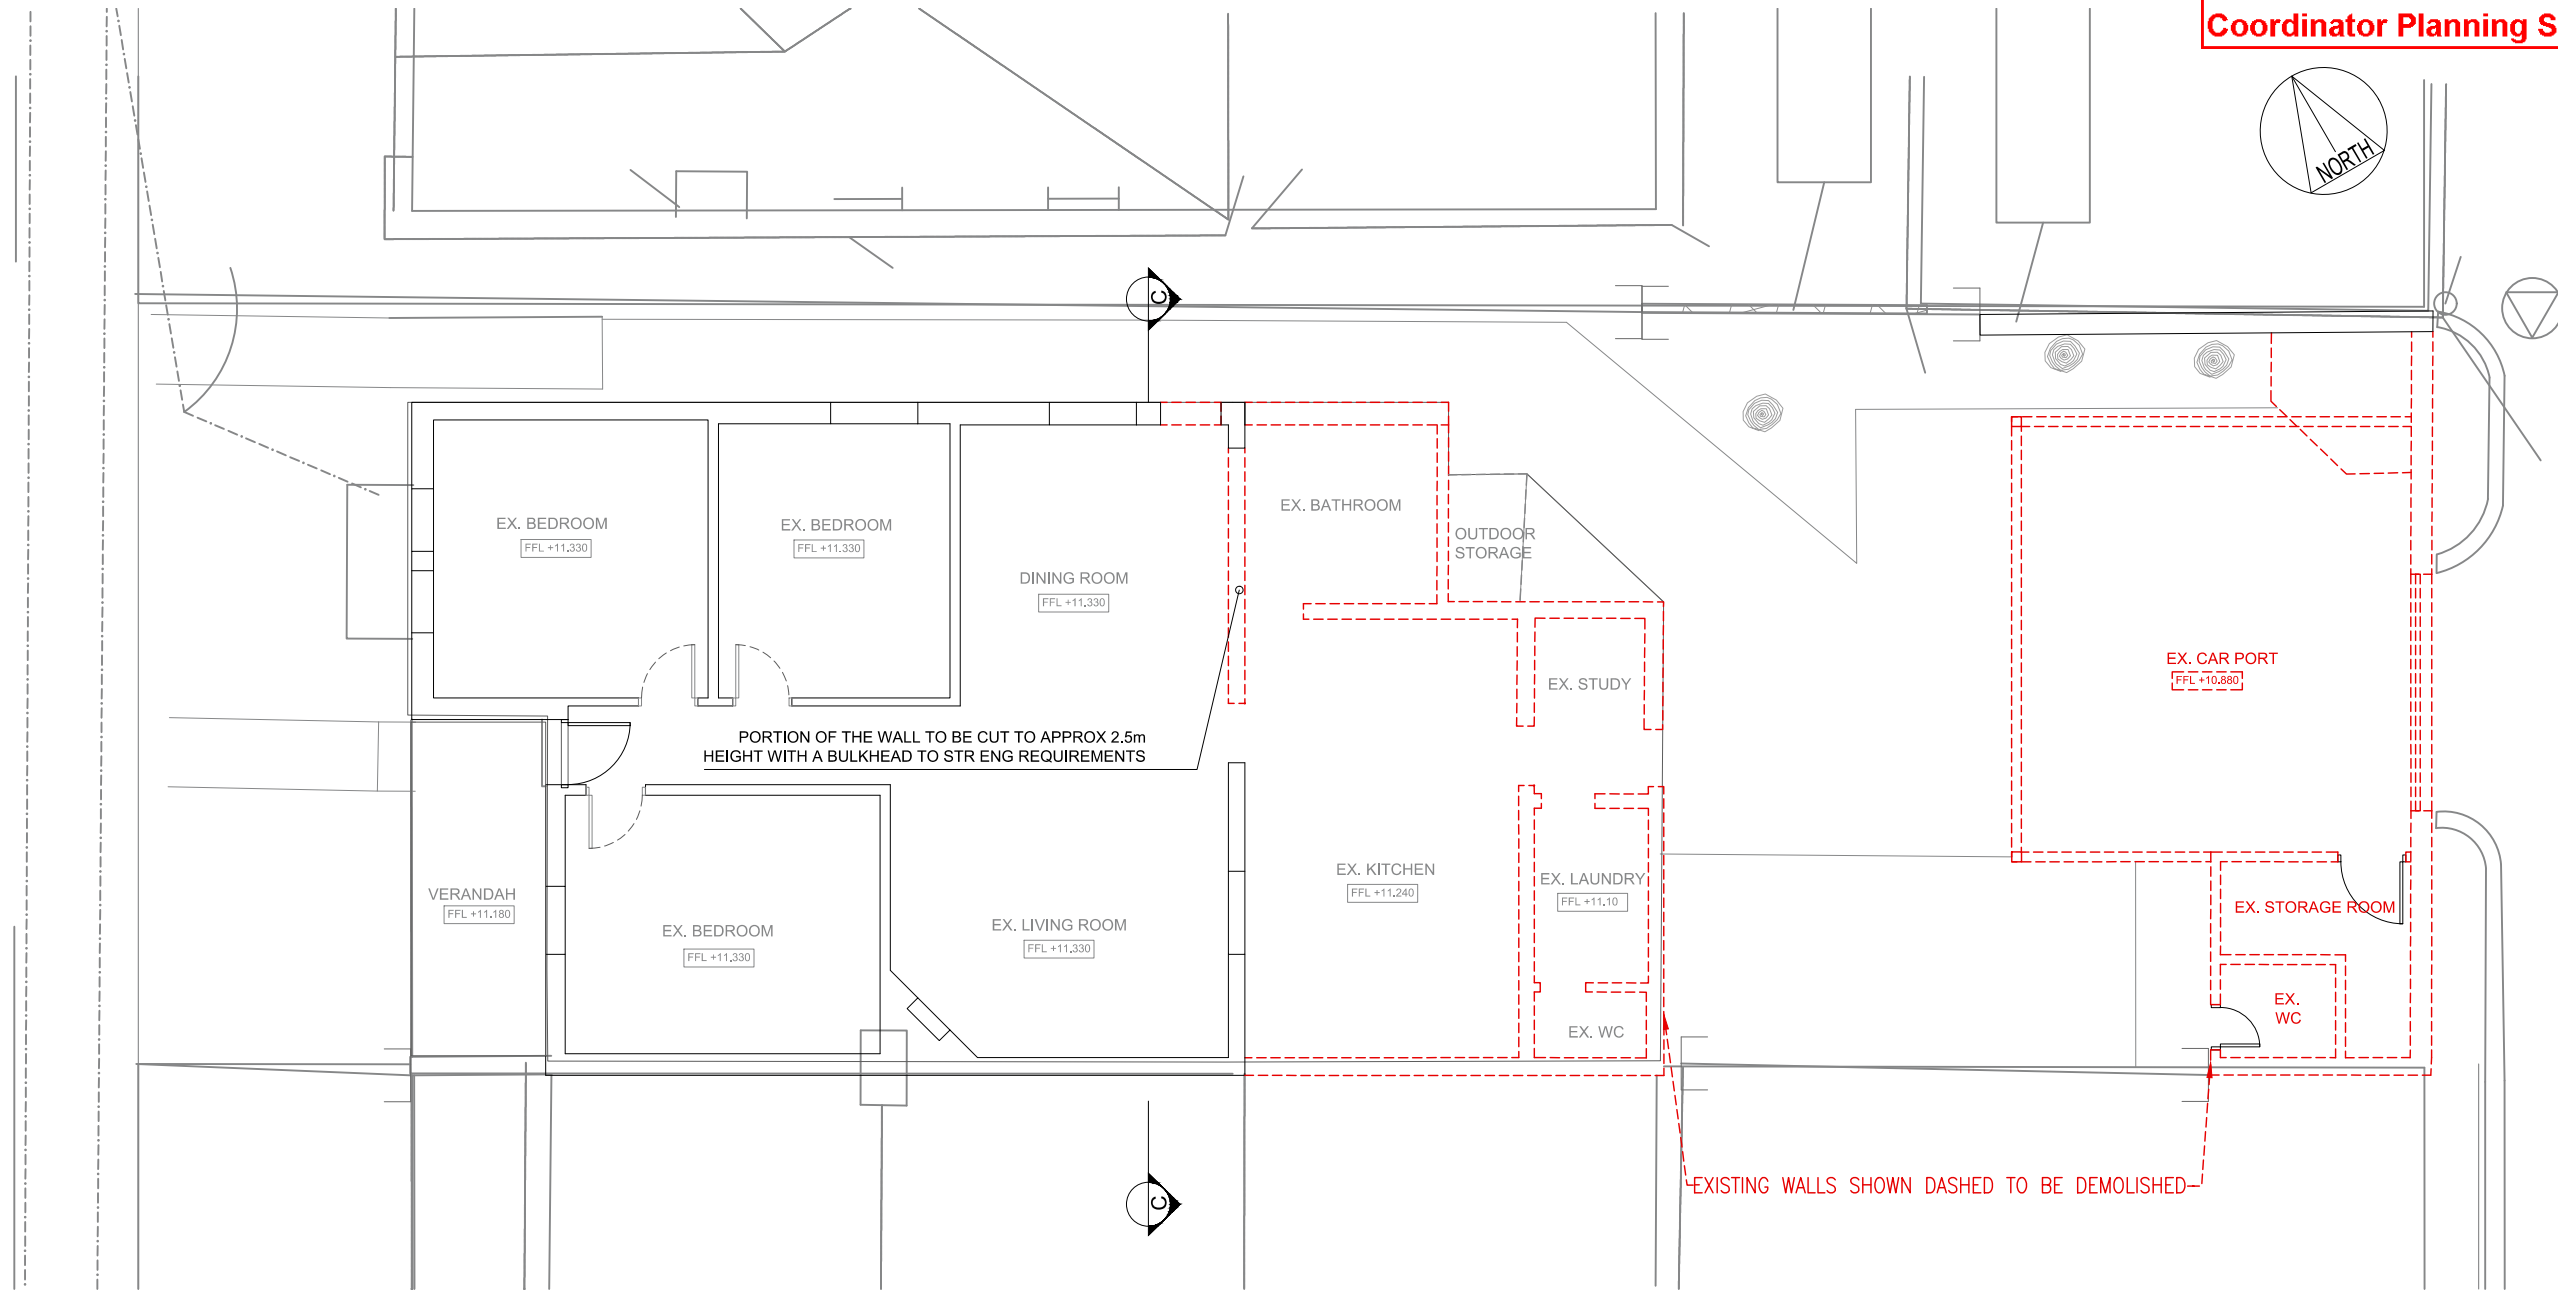 Coordinator Planning S
NORTH
C
EX. BEDROOM
FFL +11.330
EX. BEDROOM
FFL +11.330
DINING ROOM
FFL +11.330
EX. BATHROOM
OUTDOOR
STORAGE
EX. STUDY
EX. CAR PORT
FFL +10.880
PORTION OF THE WALL TO BE CUT TO APPROX 2.5m
HEIGHT WITH A BULKHEAD TO STR ENG REQUIREMENTS
VERANDAH
FFL +11.180
EX. BEDROOM
FFL +11.330
EX. LIVING ROOM
FFL +11.330
EX. KITCHEN
FFL +11.240
EX. LAUNDRY
FFL +11.10
EX. STORAGE ROOM
EX. WC
EX.
WC
C
EXISTING WALLS SHOWN DASHED TO BE DEMOLISHED